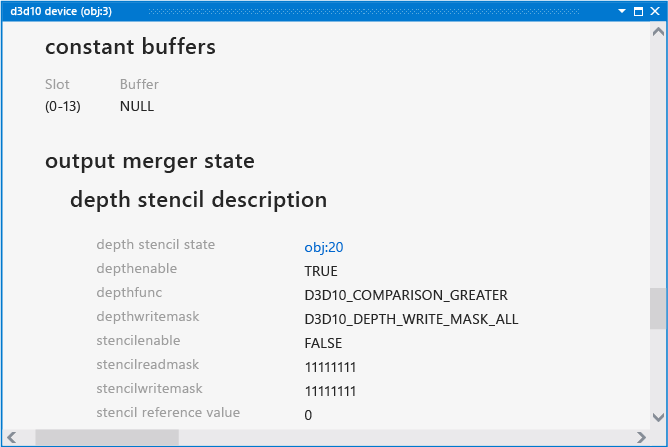 d3d10 device (obj:3)
constant buffers
Slot Buffer
(0-13) NULL
output merger state
depth stencil description
depth stencil state obj:20
depthenable TRUE
depthfunc D3D10_COMPARISON_GREATER
depthwritemask D3D10_DEPTH_WRITE_MASK_ALL
stencilenable FALSE
stencilreadmask 11111111
stencilwritemask 11111111
stencil reference value 0